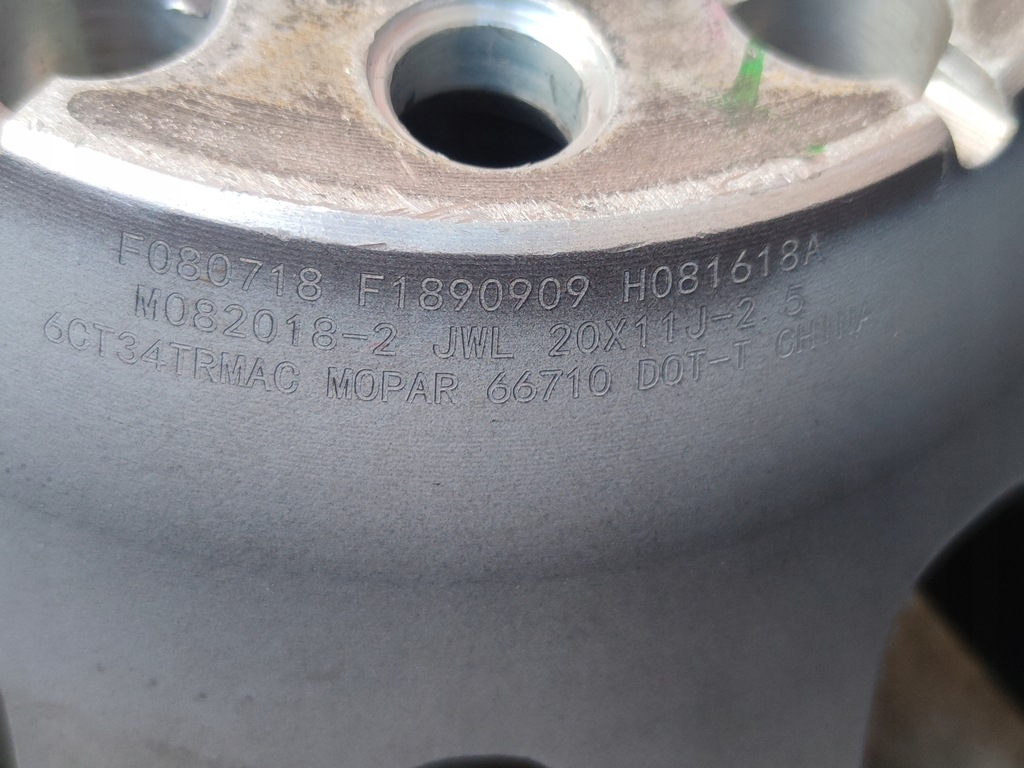 F080718 F1890909 H081618A
M082018-2 JWL 20X11J-2.5
6CT34TRMAC MOPAR 66710 DOT-T CHINA